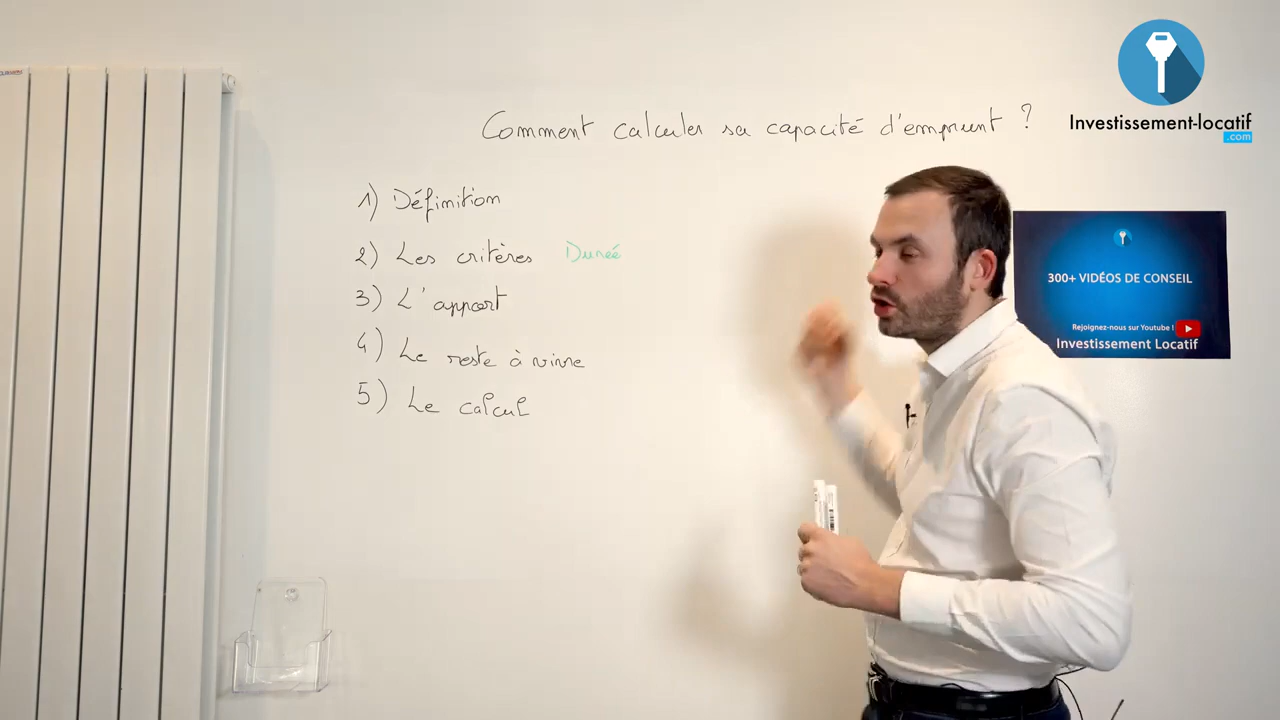 Comment calculer sa capacité d'emprunt ?
1) Définition
2) Les critères Dureé
3) L'apport
4) Le reste à vivre
5) Le calcul
Investissement-locatif
.com
300+ VIDÉOS DE CONSEIL
Rejoignez-nous sur Youtube !
Investissement Locatif